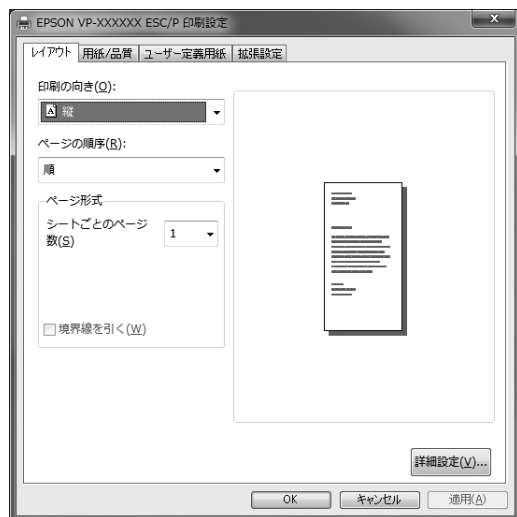 EPSON VP-XXXXXX ESC/P 印刷設定
レイアウト 用紙/品質 ユーザー定義用紙 拡張設定
印刷の向き(O):
縦
ページの順序(R):
順
ページ形式
シートごとのページ
数(S)
1
境界線を引く(W)
詳細設定(V)...
OK キャンセル 適用(A)